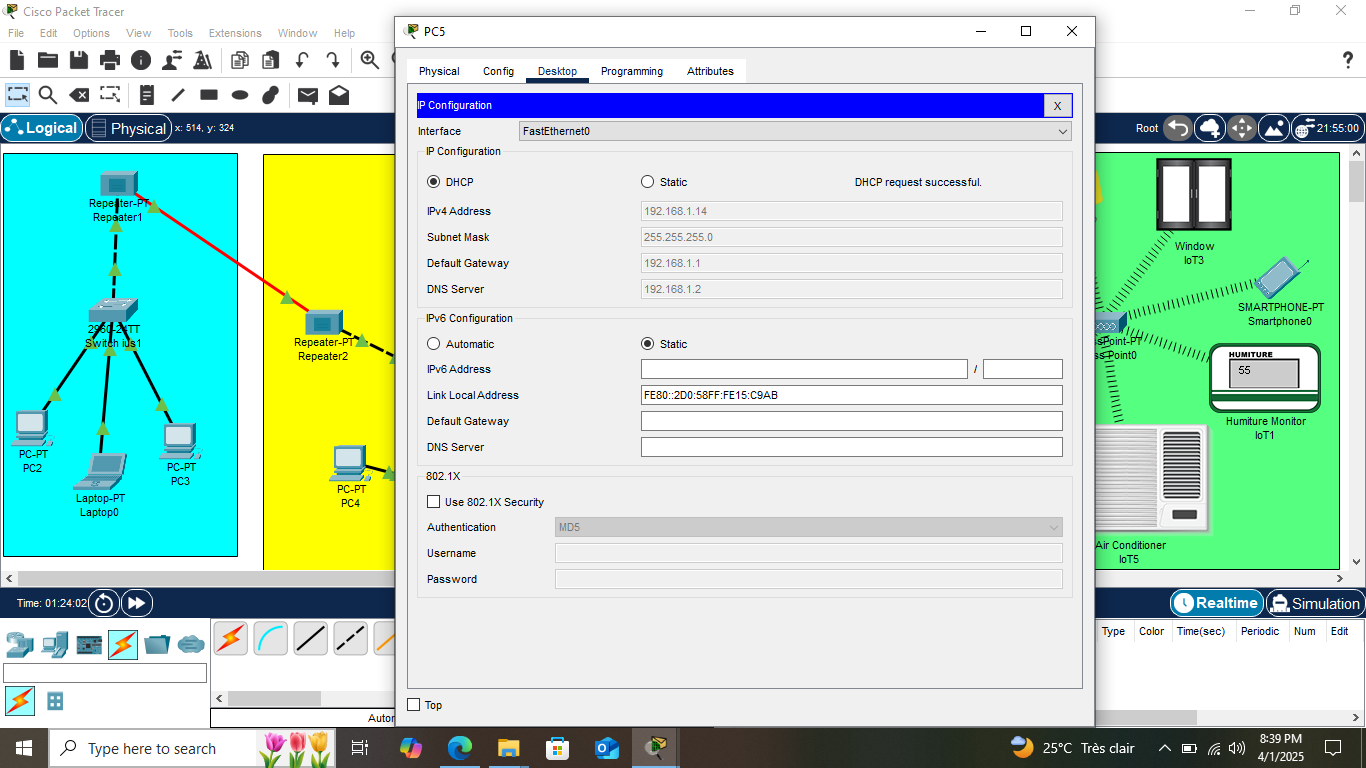 Cisco Packet Tracer
File Edit Options View Tools Extensions Window Help
Logical
Physical
x: 514, y: 324
Root
21:55:00
Repeater-PT
Repeater1
2960-24TT
PC-PT
PC2
Laptop-PT
Laptop0
PC-PT
PC3
Repeater-PT
Repeater2
PC-PT
PC4
PC5
Physical Config Desktop Programming Attributes
IP Configuration
X
Interface FastEthernet0
IP Configuration
DHCP Static DHCP request successful.
IPv4 Address 192.168.1.14
Subnet Mask 255.255.255.0
Default Gateway 192.168.1.1
DNS Server 192.168.1.2
IPv6 Configuration
Automatic Static
IPv6 Address /
Link Local Address FE80::2D0:58FF:FE15:C9AB
Default Gateway
DNS Server
802.1X
Use 802.1X Security
Authentication MD5
Username
Password
Top
Window
IoT3
SMARTPHONE-PT
Smartphone0
ssPoint-PT
ss Point0
HUMITURE
55
Humiture Monitor
IoT1
Air Conditioner
IoT5
Time: 01:24:02
Realtime
Simulation
Type Color Time(sec) Periodic Num Edit
Autor
Type here to search
25°C Très clair
8:39 PM
4/1/2025